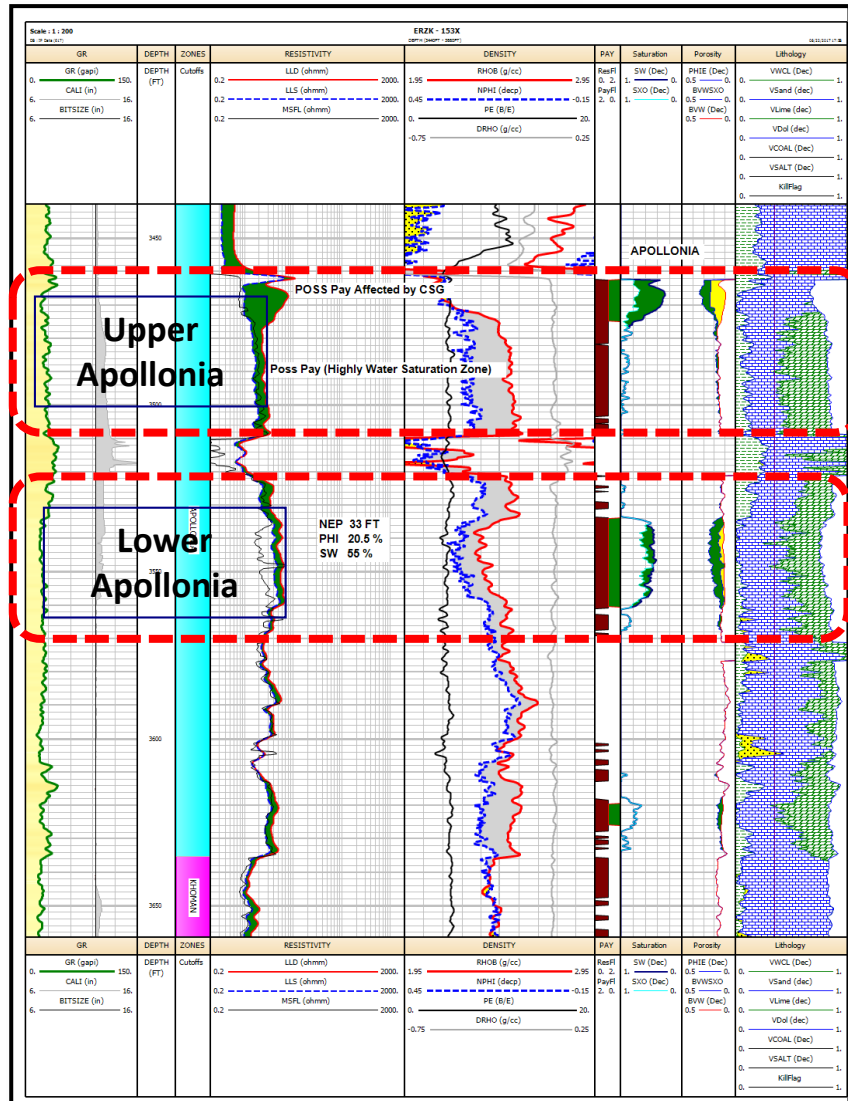 Scale : 1 : 200
ERZK - 153X
DB : IP Data (817)
DEPTH (3440FT - 3660FT)
GR DEPTH ZONES RESISTIVITY DENSITY PAY Saturation Porosity Lithology
GR (gapi)
0. 150.
CALI (in)
6. 16.
BITSIZE (in)
6. 16.
DEPTH
(FT)
Cutoffs
LLD (ohmm)
0.2 2000.
LLS (ohmm)
0.2 2000.
MSFL (ohmm)
0.2 2000.
RHOB (g/cc)
1.95 2.95
NPHI (decp)
0.45 -0.15
PE (B/E)
0. 20.
DRHO (g/cc)
-0.75 0.25
ResFl
0. 2.
PayFl
2. 0.
SW (Dec)
1. 0.
SXO (Dec)
1. 0.
PHIE (Dec)
0.5 0.
BVWSXO
0.5 0.
BVW (Dec)
0.5 0.
VWCL (Dec)
0. 1.
VSand (Dec)
0. 1.
VLime (Dec)
0. 1.
VDol (Dec)
0. 1.
VCOAL (Dec)
0. 1.
VSALT (Dec)
0. 1.
KillFlag
0. 1.
3450
APOLLONIA
POSS Pay Affected by CSG
Upper
Apollonia
Poss Pay (Highly Water Saturation Zone)
3500
NEP 33 FT
PHI 20.5 %
SW 55 %
Lower
Apollonia
3550
3600
KHOMAN
3650
GR DEPTH ZONES RESISTIVITY DENSITY PAY Saturation Porosity Lithology
GR (gapi)
0. 150.
CALI (in)
6. 16.
BITSIZE (in)
6. 16.
DEPTH
(FT)
Cutoffs
LLD (ohmm)
0.2 2000.
LLS (ohmm)
0.2 2000.
MSFL (ohmm)
0.2 2000.
RHOB (g/cc)
1.95 2.95
NPHI (decp)
0.45 -0.15
PE (B/E)
0. 20.
DRHO (g/cc)
-0.75 0.25
ResFl
0. 2.
PayFl
2. 0.
SW (Dec)
1. 0.
SXO (Dec)
1. 0.
PHIE (Dec)
0.5 0.
BVWSXO
0.5 0.
BVW (Dec)
0.5 0.
VWCL (Dec)
0. 1.
VSand (Dec)
0. 1.
VLime (Dec)
0. 1.
VDol (dec)
0. 1.
VCOAL (Dec)
0. 1.
VSALT (Dec)
0. 1.
KillFlag
0. 1.